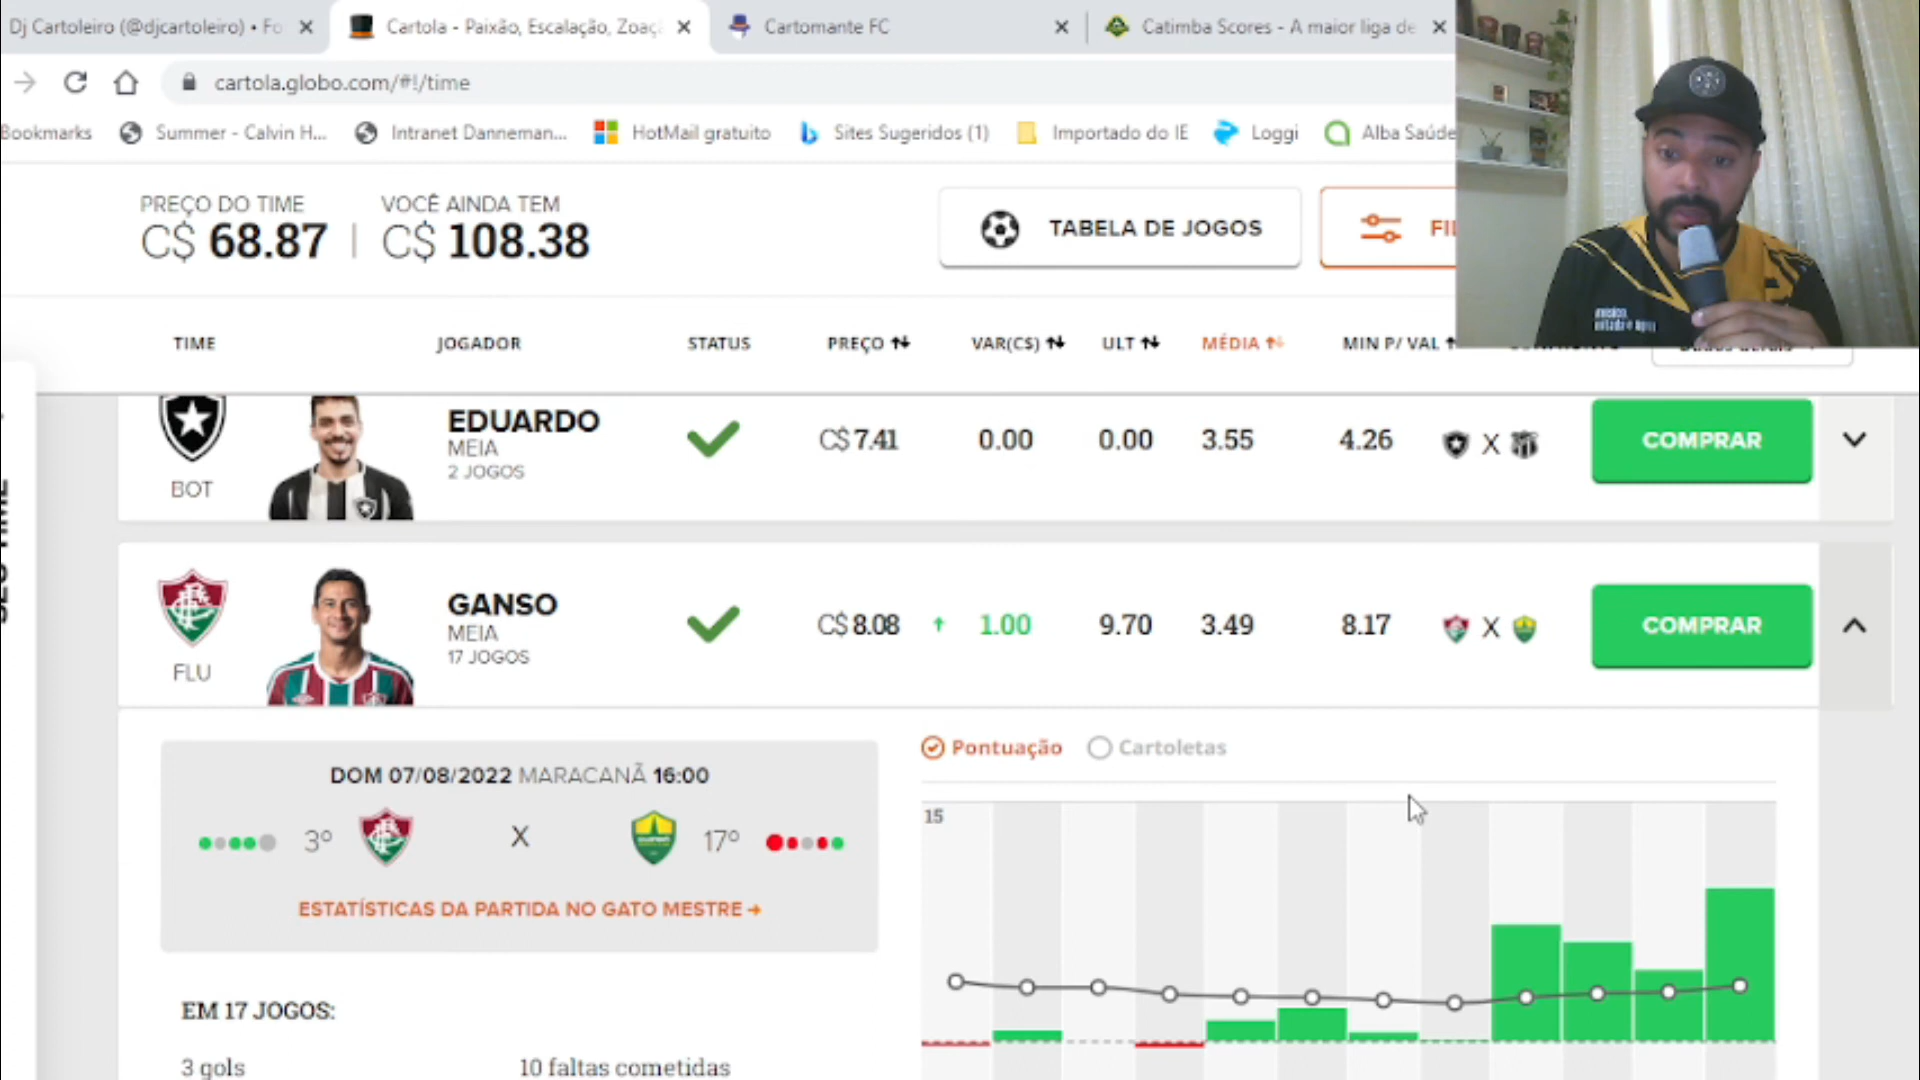 Dj Cartoleiro (@djcartoleiro) • Fo
Cartola - Paixão, Escalação, Zoaç
Cartomante FC
Catimba Scores - A maior liga de
cartola.globo.com/#!/time
Bookmarks
Summer - Calvin H...
Intranet Danneman...
HotMail gratuito
Sites Sugeridos (1)
Importado do IE
Loggi
Alba Saúde
PREÇO DO TIME
C$ 68.87
VOCÊ AINDA TEM
C$ 108.38
TABELA DE JOGOS
FIL
TIME JOGADOR STATUS PREÇO VAR(C$) ULT MÉDIA MIN P/ VAL
BOT
EDUARDO
MEIA
2 JOGOS
C$ 7.41 0.00 0.00 3.55 4.26 X COMPRAR
FLU
GANSO
MEIA
17 JOGOS
C$ 8.08 1.00 9.70 3.49 8.17 X COMPRAR
DOM 07/08/2022 MARACANÃ 16:00
3º X 17º
ESTATÍSTICAS DA PARTIDA NO GATO MESTRE
EM 17 JOGOS:
3 gols
10 faltas cometidas
Pontuação Cartoletas
15